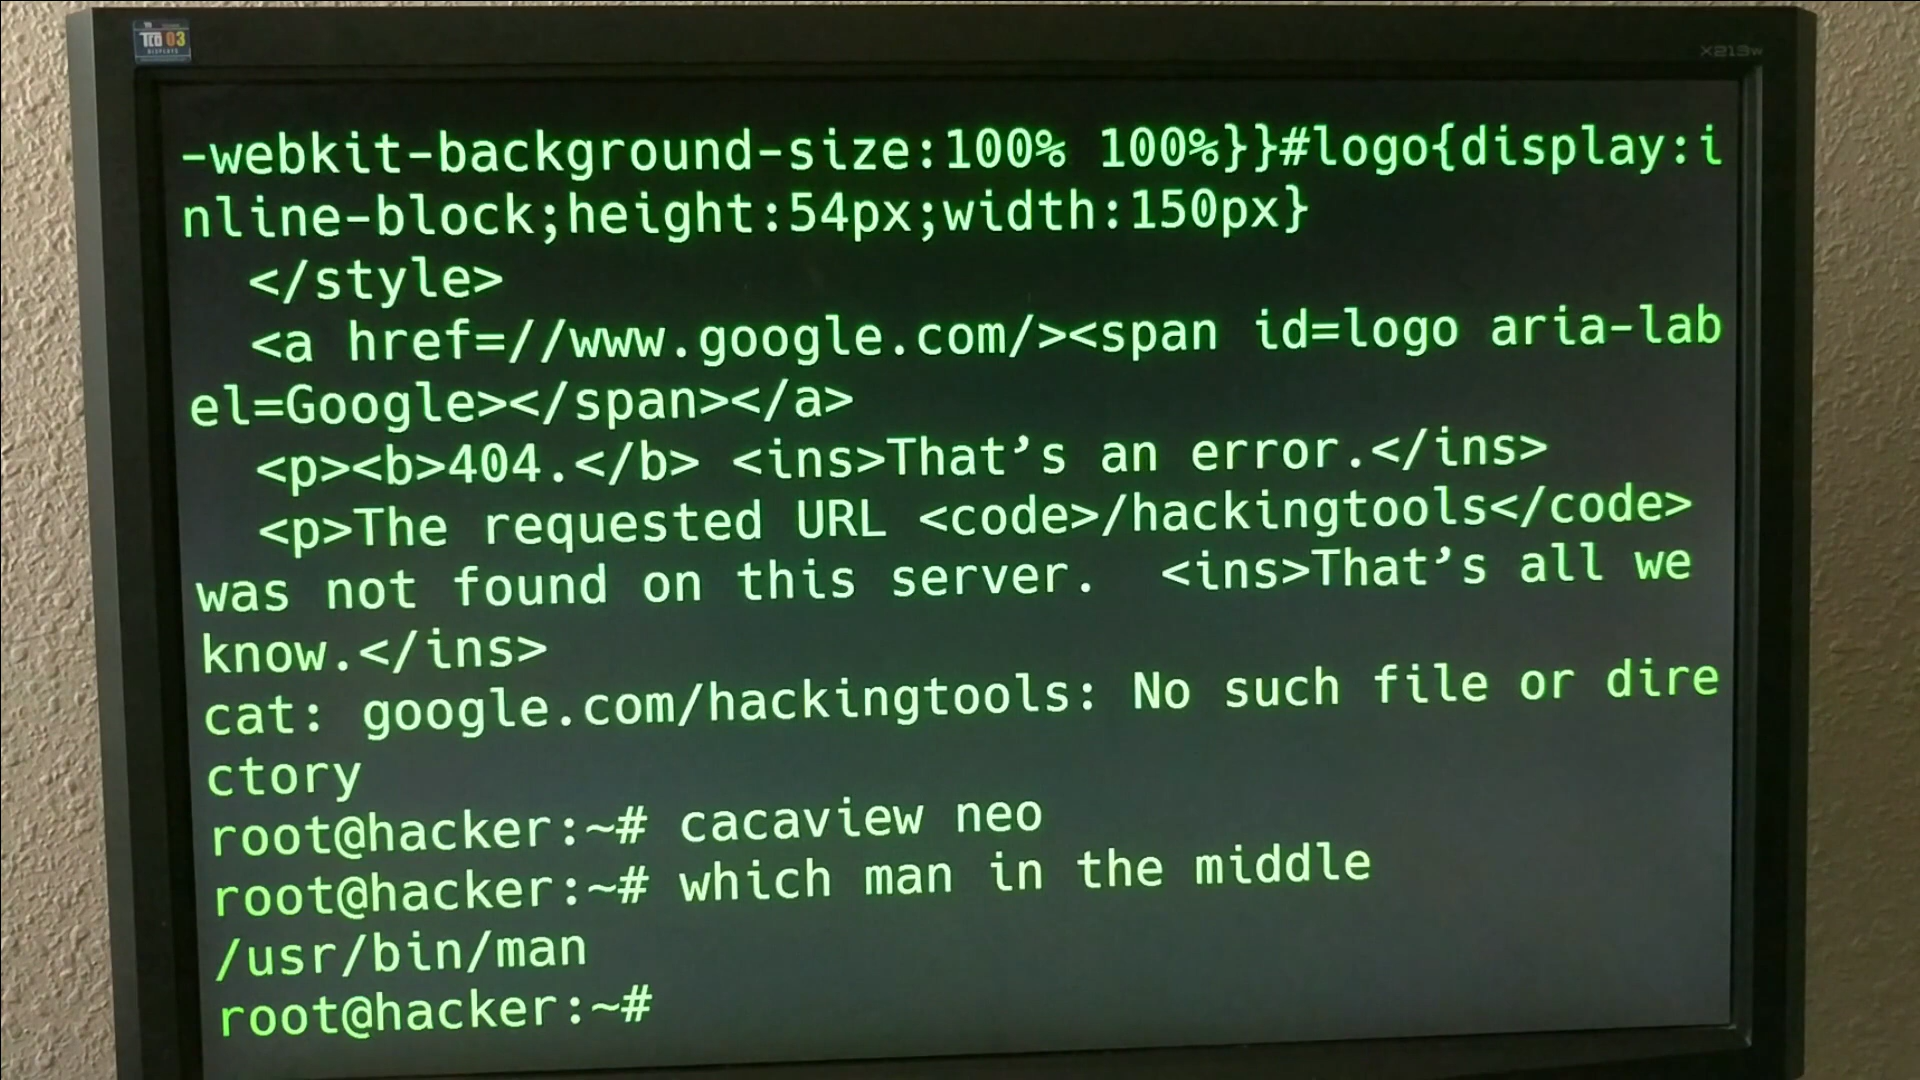 TCO 03
DISPLAYS
X213w
-webkit-background-size:100% 100%}}#logo{display:i
nline-block;height:54px;width:150px}
</style>
<a href=//www.google.com/><span id=logo aria-lab
el=Google></span></a>
<p><b>404.</b> <ins>That’s an error.</ins>
<p>The requested URL <code>/hackingtools</code>
was not found on this server.  <ins>That’s all we
know.</ins>
cat: google.com/hackingtools: No such file or dire
ctory
root@hacker:~# cacaview neo
root@hacker:~# which man in the middle
/usr/bin/man
root@hacker:~#